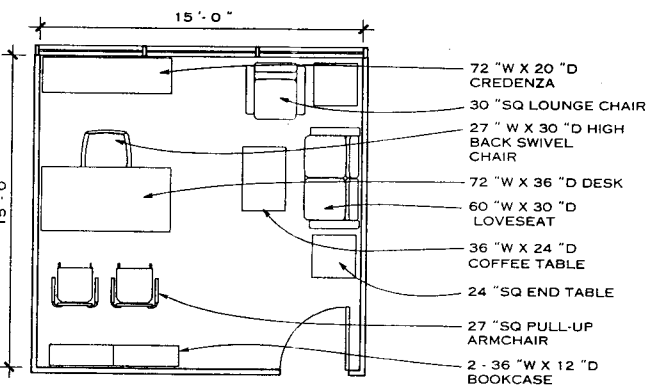 15'-0"
72 "W X 20 "D
CREDENZA
30 "SQ LOUNGE CHAIR
27 " W X 30 "D HIGH
BACK SWIVEL
CHAIR
72 "W X 36 "D DESK
60 "W X 30 "D
LOVESEAT
36 "W X 24 "D
COFFEE TABLE
24 "SQ END TABLE
27 "SQ PULL-UP
ARMCHAIR
2 - 36 "W X 12 "D
BOOKCASE
15'-0